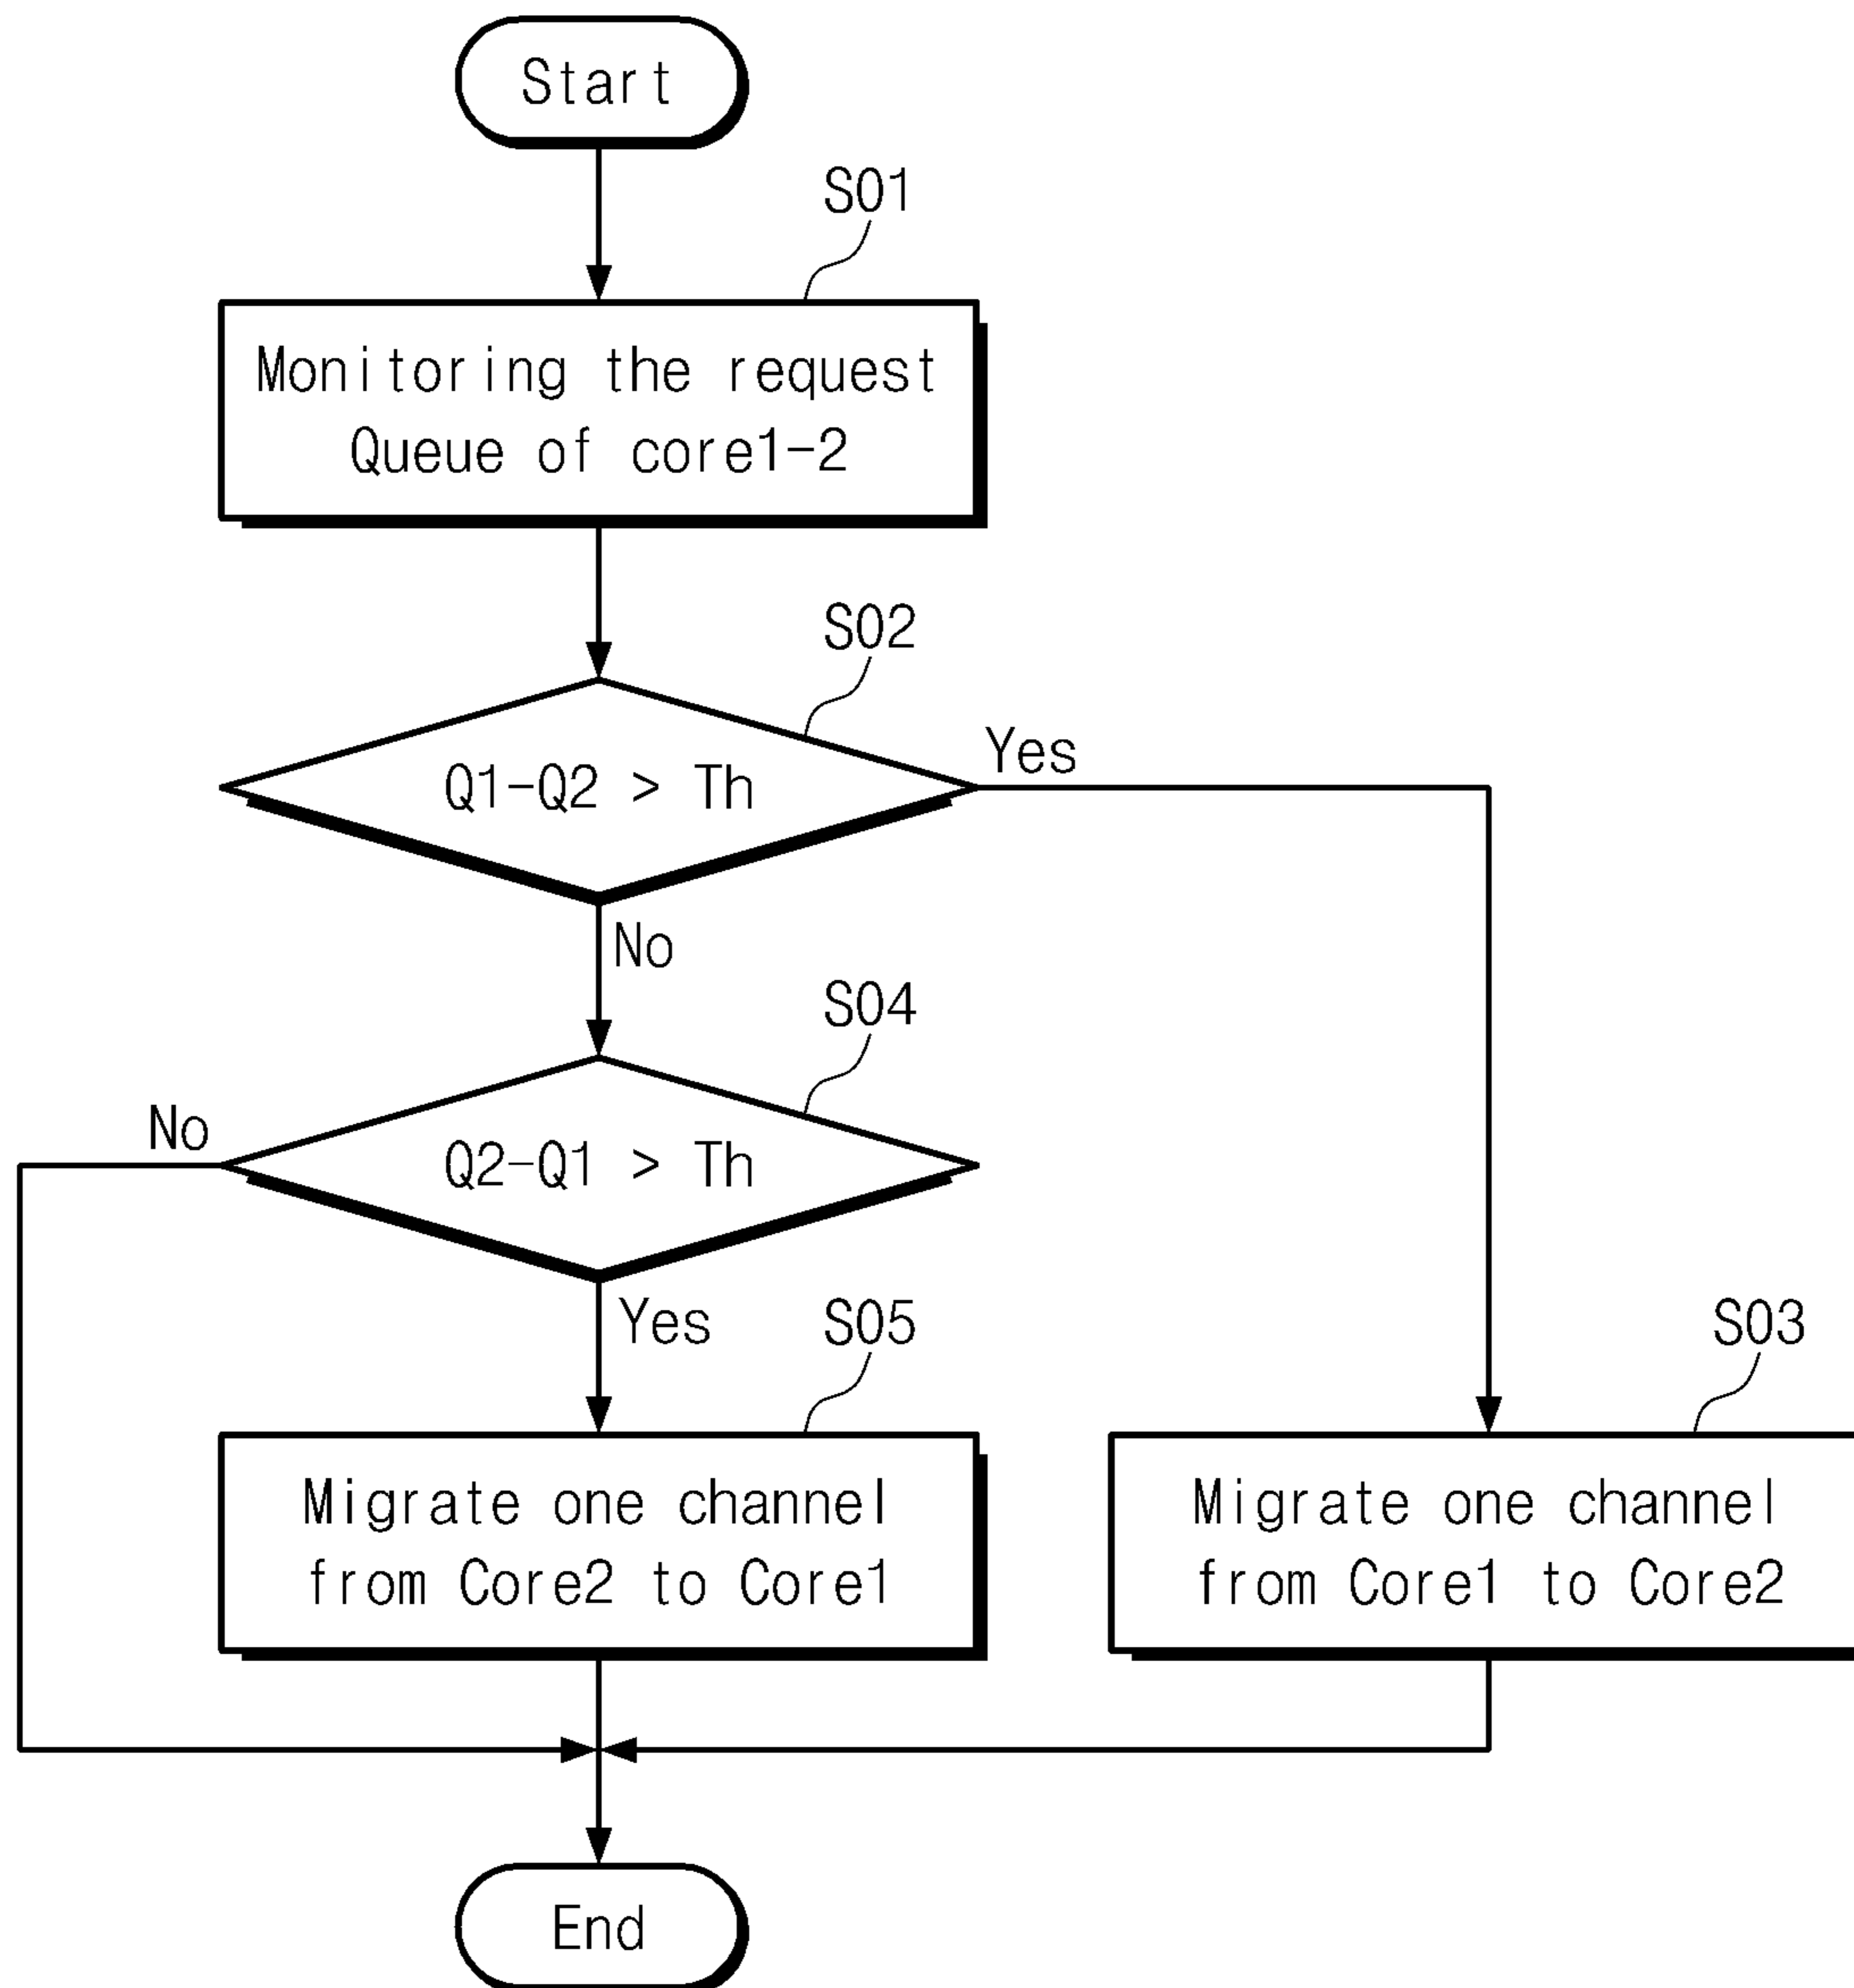 Start
S01
Monitoring the request
Queue of core1-2
S02
Q1-Q2 > Th
Yes
No
S04
No
Q2-Q1 > Th
Yes
S05
S03
Migrate one channel
from Core2 to Core1
Migrate one channel
from Core1 to Core2
End